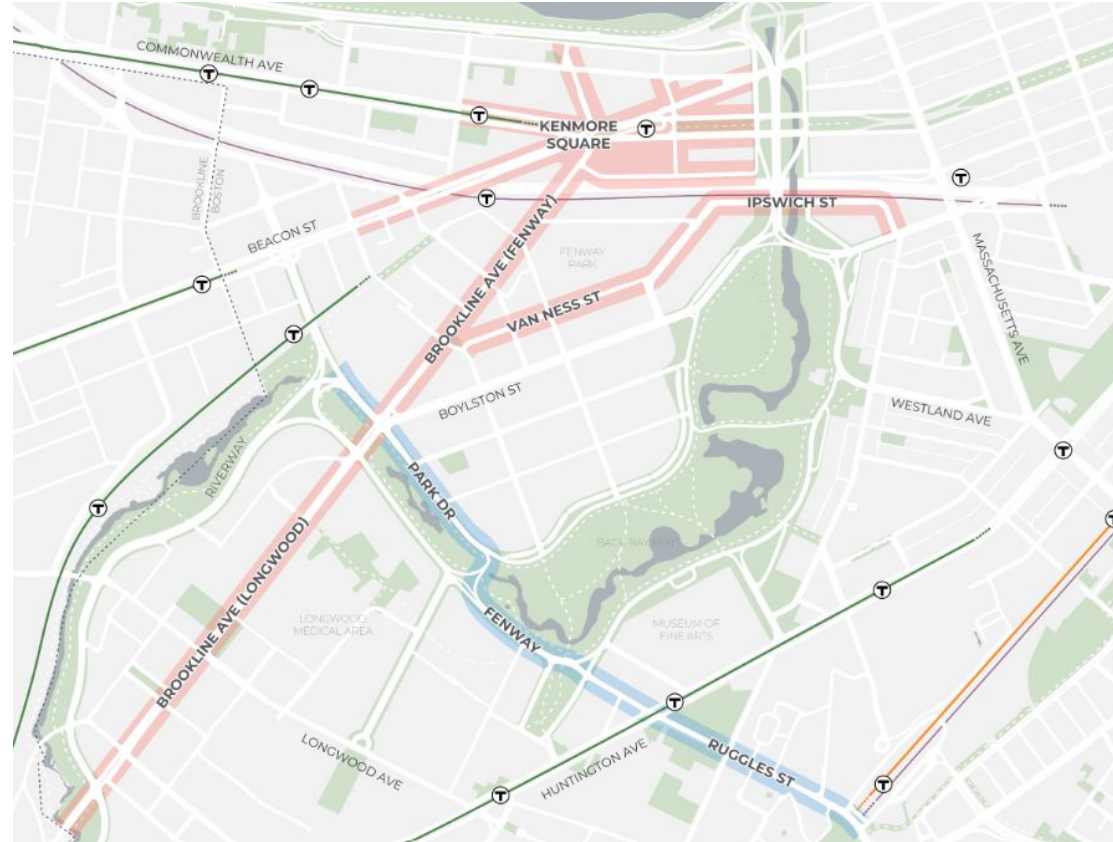 COMMONWEALTH AVE
T
T
T
KENMORE
SQUARE
T
BROOKLINE
BOSTON
T
T
IPSWICH ST
BEACON ST
BROOKLINE AVE (FENWAY)
FENWAY
PARK
MASSACHUSETTS AVE
T
VAN NESS ST
T
BOYLSTON ST
WESTLAND AVE
RIVERWAY
PARK DR
T
T
T
BACK BAY FENS
BROOKLINE AVE (LONGWOOD)
LONGWOOD
MEDICAL AREA
FENWAY
MUSEUM OF
FINE ARTS
T
T
LONGWOOD AVE
HUNTINGTON AVE
RUGGLES ST
T
T